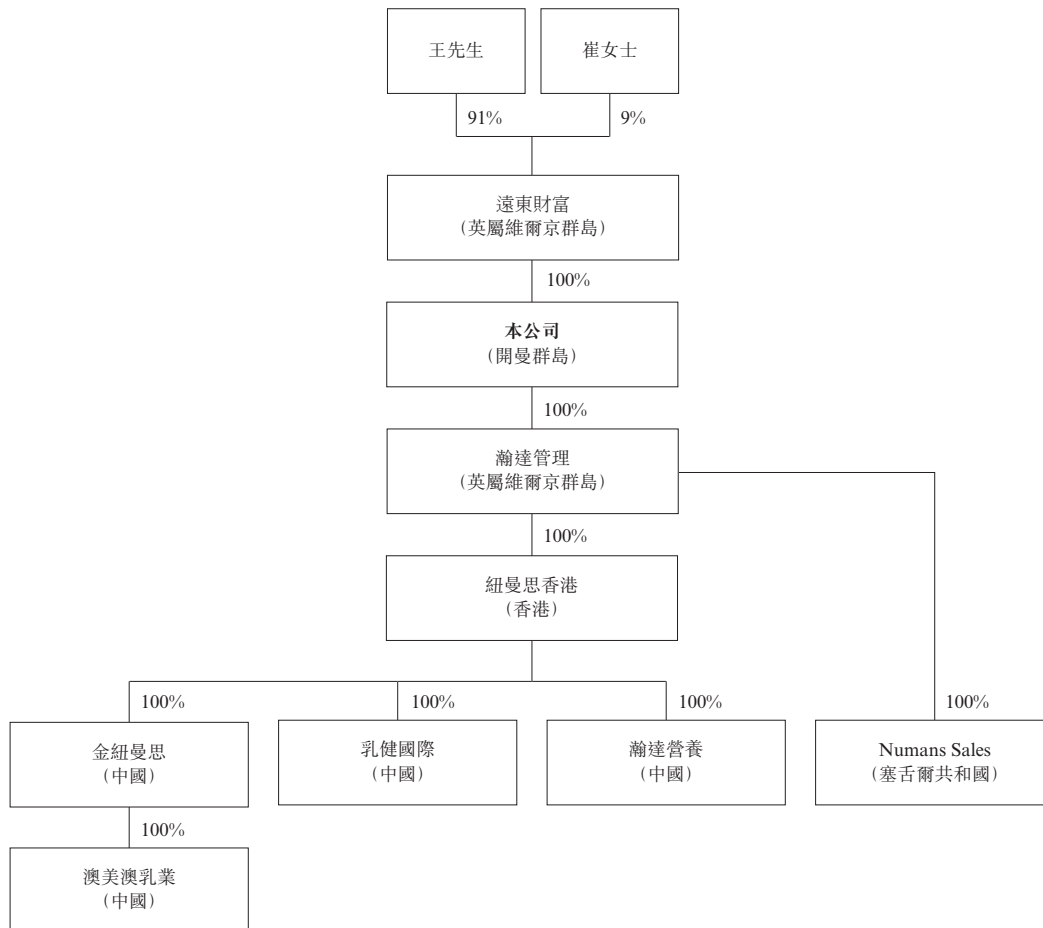 王先生
崔女士
91%
9%
遠東財富
（英屬維爾京群島）
100%
本公司
（開曼群島）
100%
瀚達管理
（英屬維爾京群島）
100%
紐曼思香港
（香港）
100%
100%
100%
100%
金紐曼思
（中國）
乳健國際
（中國）
瀚達營養
（中國）
Numans Sales
（塞舌爾共和國）
100%
澳美澳乳業
（中國）